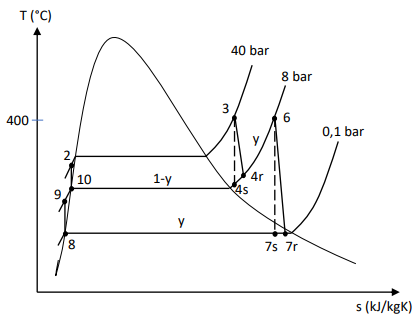 T (°C)
40 bar
8 bar
3
6
400
y
0,1 bar
2
4r
10
1-y
4s
9
y
8
7s
7r
s (kJ/kgK)